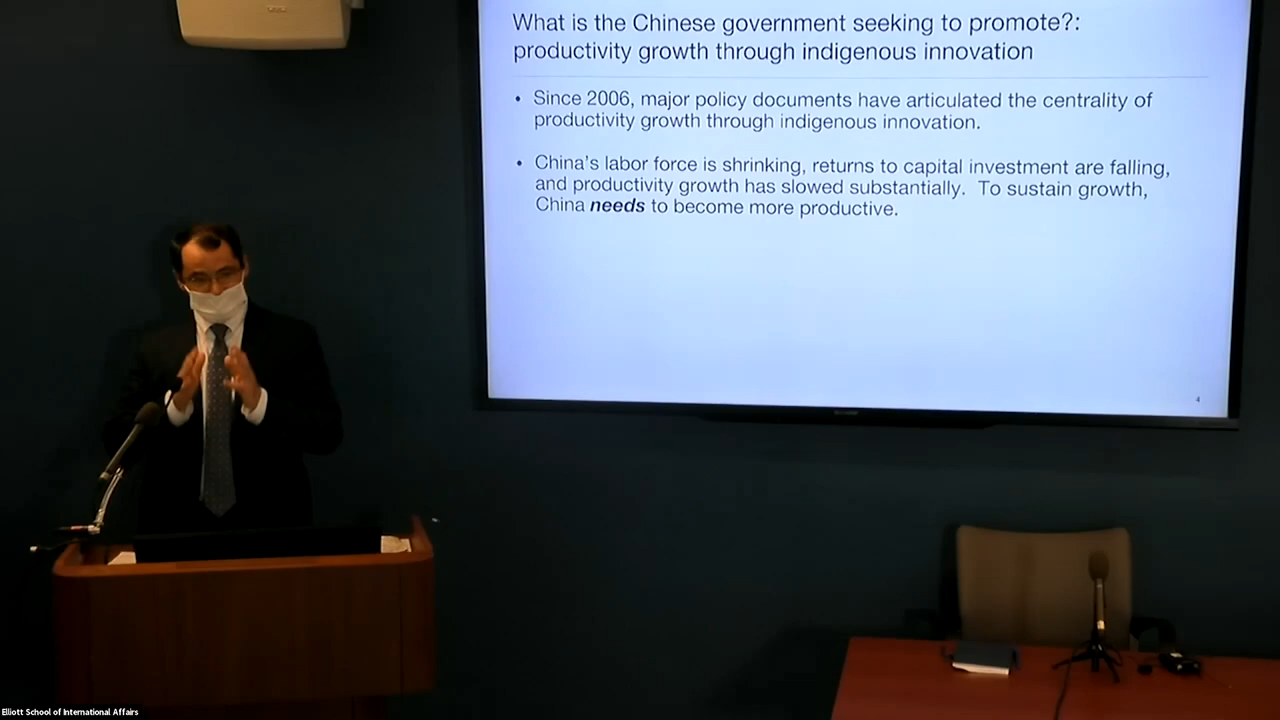 What is the Chinese government seeking to promote?:
productivity growth through indigenous innovation
• Since 2006, major policy documents have articulated the centrality of
productivity growth through indigenous innovation.
• China's labor force is shrinking, returns to capital investment are falling,
and productivity growth has slowed substantially. To sustain growth,
China needs to become more productive.
4
Elliott School of International Affairs